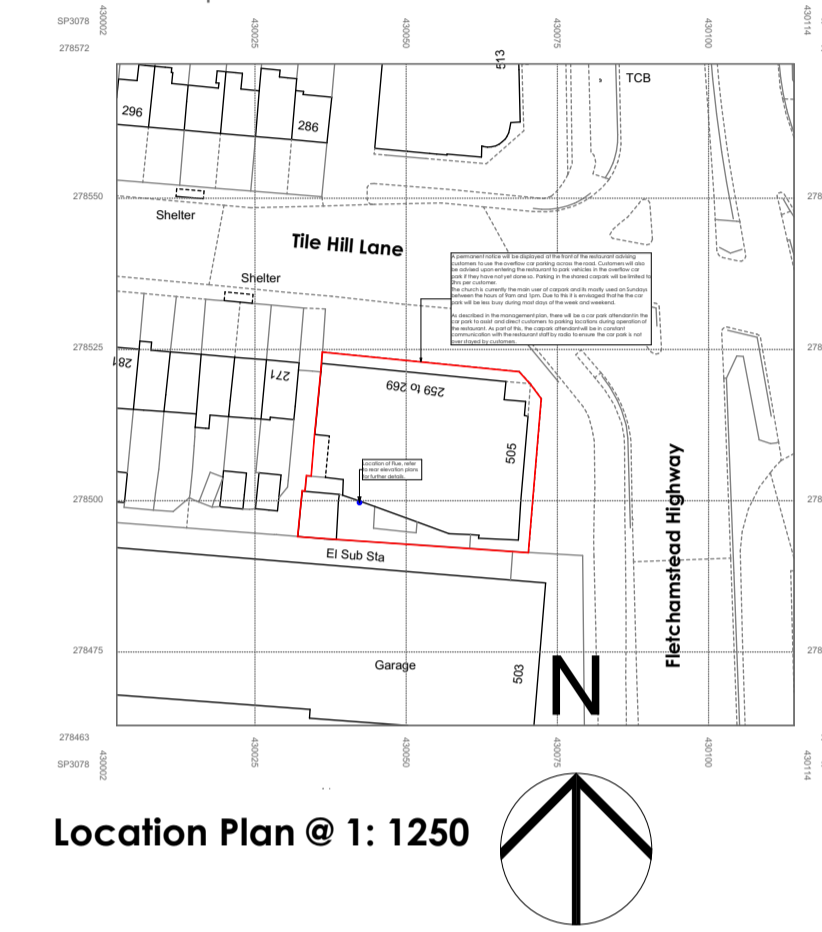 430002
430025
430050
430075
430100
430114
SP3078
278572
513
TCB
296
286
278550
278
Shelter
Tile Hill Lane
A permanent notice will be displayed at the front of the restaurant advising
customers to use the overflow car parking across the road. Customers will also
be advised upon entering the restaurant to park vehicles in the overflow car
park if they have not yet done so. Parking in the shared carpark will be limited to
2hrs per customer.
The church is currently the main user of carpark and its mostly used on Sundays
between the hours of 9am and 1pm. Due to this it is envisaged that he the car
park will be less busy during most days of the week and weekend.
As described in the management plan, there will be a car park attendant in the
car park to assist and direct customers to parking locations during operation of
the restaurant. As part of this, the carpark attendant will be in constant
communication with the restaurant staff by radio to ensure the car park is not
over stayed by customers.
Shelter
278525
278
281
271
259 to 269
505
Location of flue, refer
to rear elevation plans
for further details.
278500
278
El Sub Sta
Fletchamstead Highway
278475
278
Garage
503
N
278463
SP3078
430002
430025
430050
430075
430100
430114
Location Plan @ 1: 1250